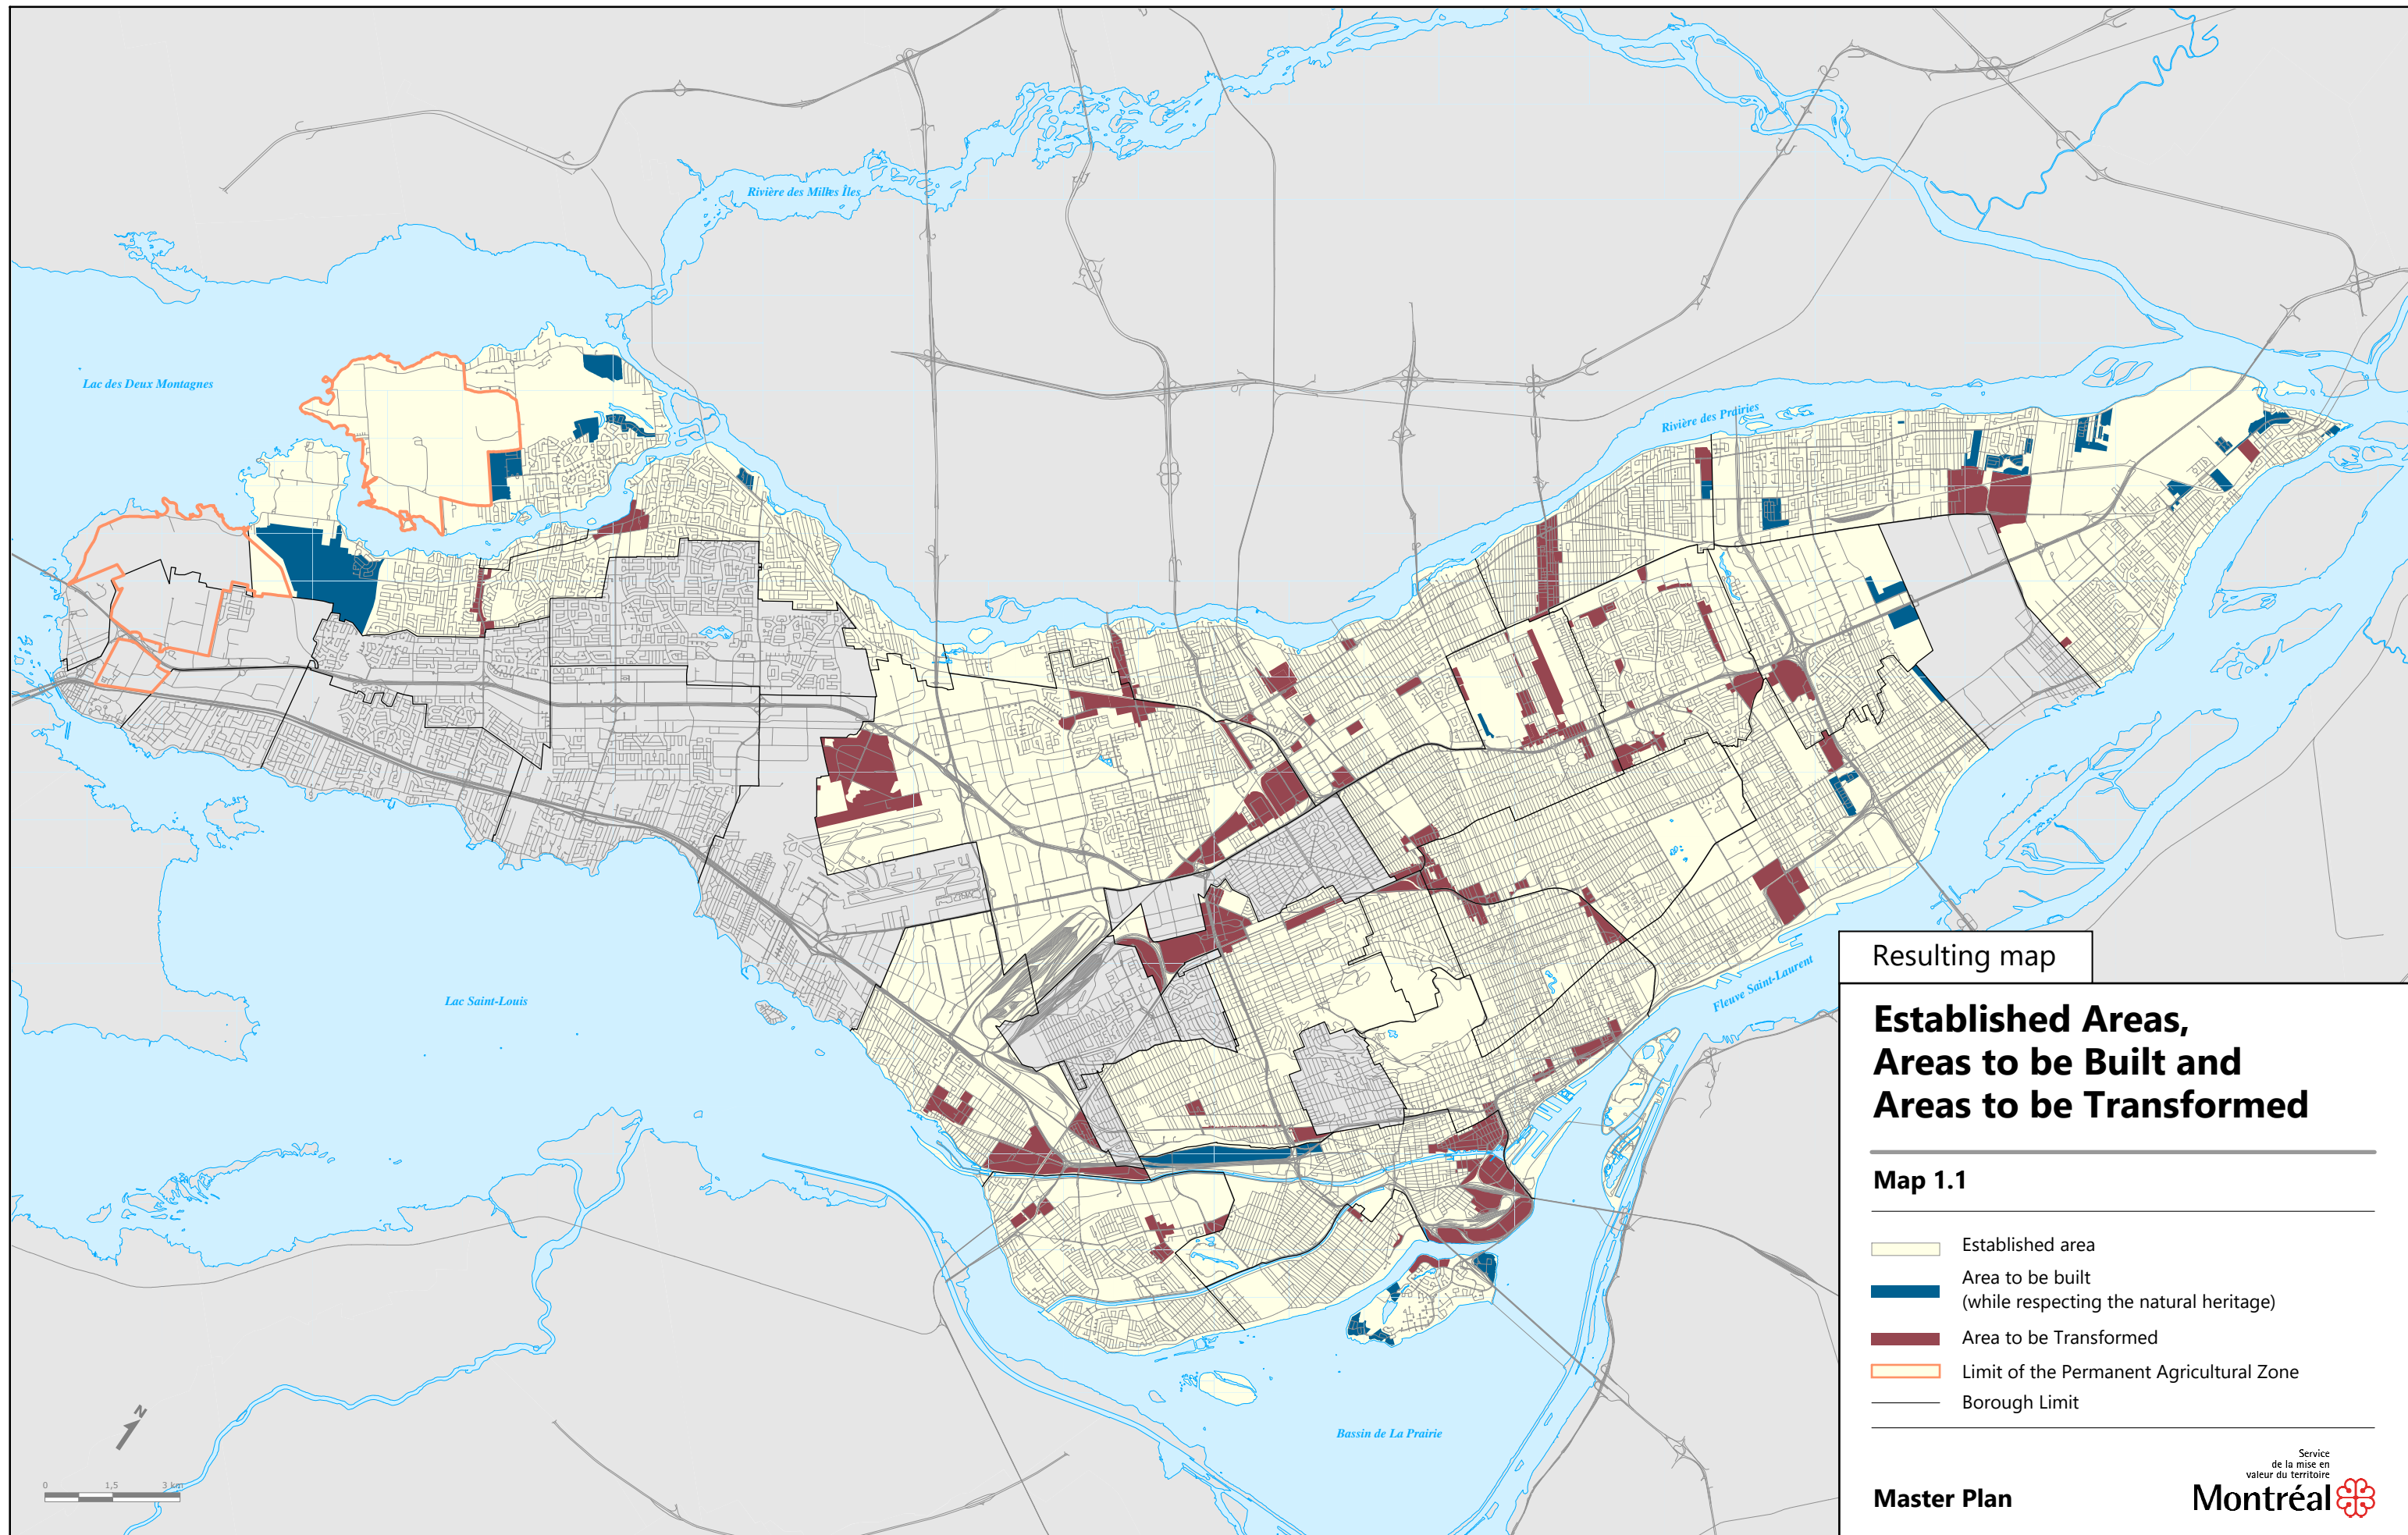 Rivière des Milles Îles
Lac des Deux Montagnes
Rivière des Prairies
Lac Saint-Louis
Fleuve Saint-Laurent
Bassin de La Prairie
N
0 1,5 3 km
Resulting map
Established Areas,
Areas to be Built and
Areas to be Transformed
Map 1.1
Established area
Area to be built
(while respecting the natural heritage)
Area to be Transformed
Limit of the Permanent Agricultural Zone
Borough Limit
Service
de la mise en
valeur du territoire
Master Plan
Montréal